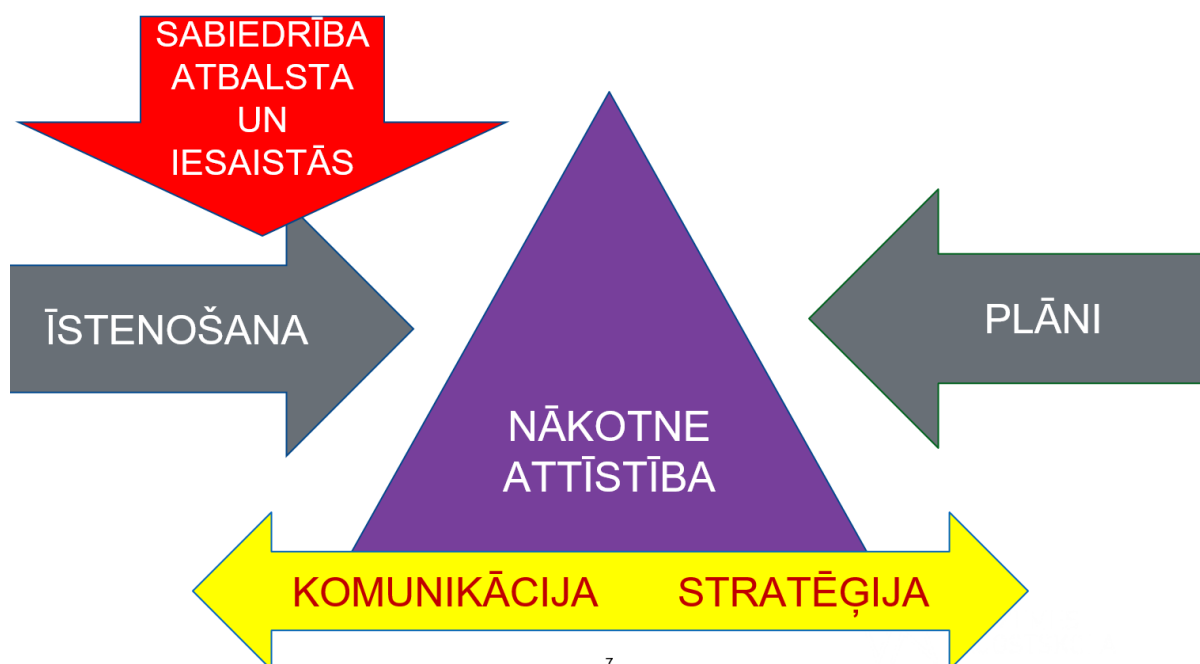 SABIEDRĪBA
ATBALSTA
UN
IESAISTĀS
ĪSTENOŠANA
PLĀNI
NĀKOTNE
ATTĪSTĪBA
KOMUNIKĀCIJA STRATĒĢIJA
7